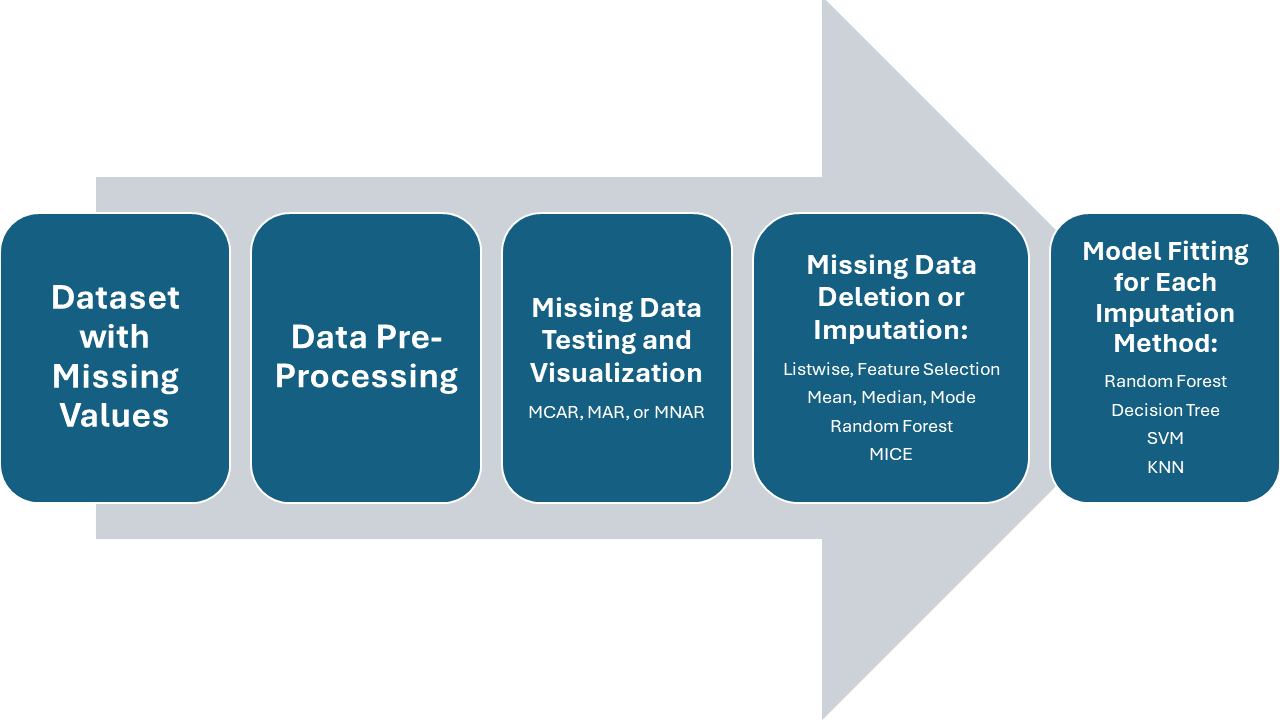 Dataset
with
Missing
Values
Data Pre-
Processing
Missing Data
Testing and
Visualization
MCAR, MAR, or MNAR
Missing Data
Deletion or
Imputation:
Listwise, Feature Selection
Mean, Median, Mode
Random Forest
MICE
Model Fitting
for Each
Imputation
Method:
Random Forest
Decision Tree
SVM
KNN